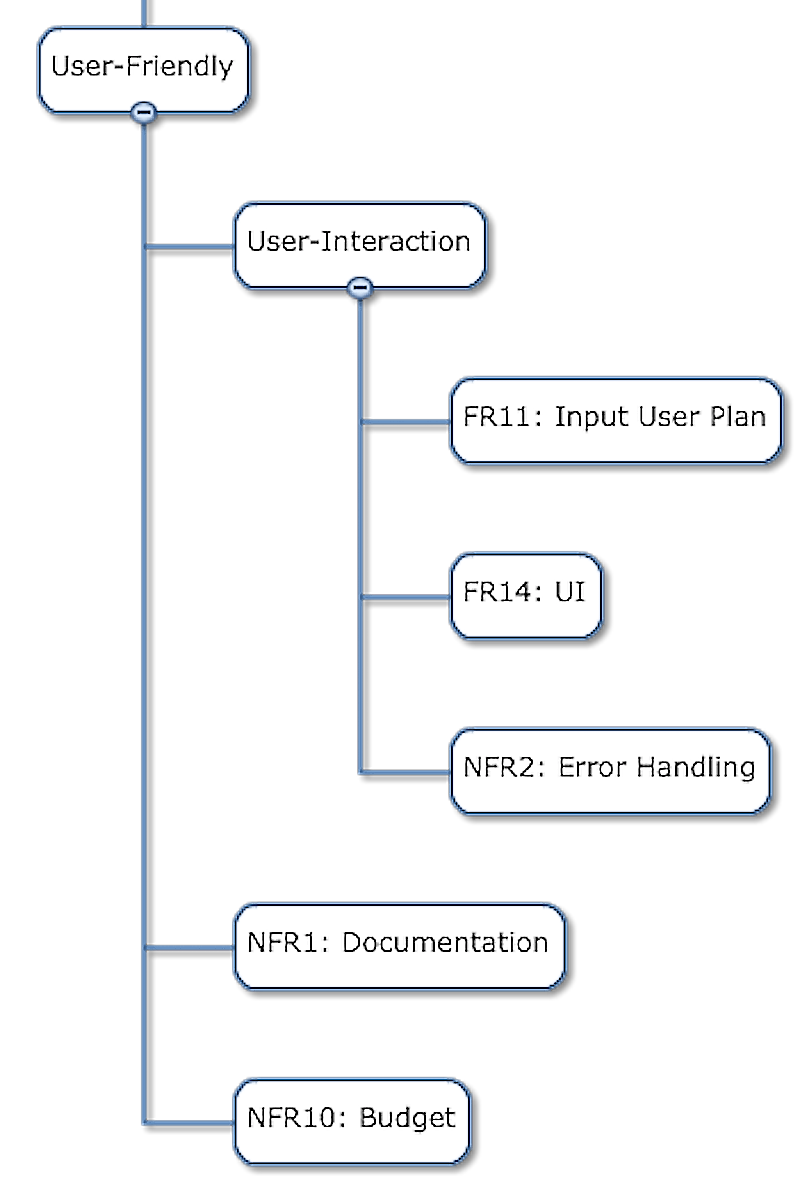 User-Friendly
User-Interaction
FR11: Input User Plan
FR14: UI
NFR2: Error Handling
NFR1: Documentation
NFR10: Budget